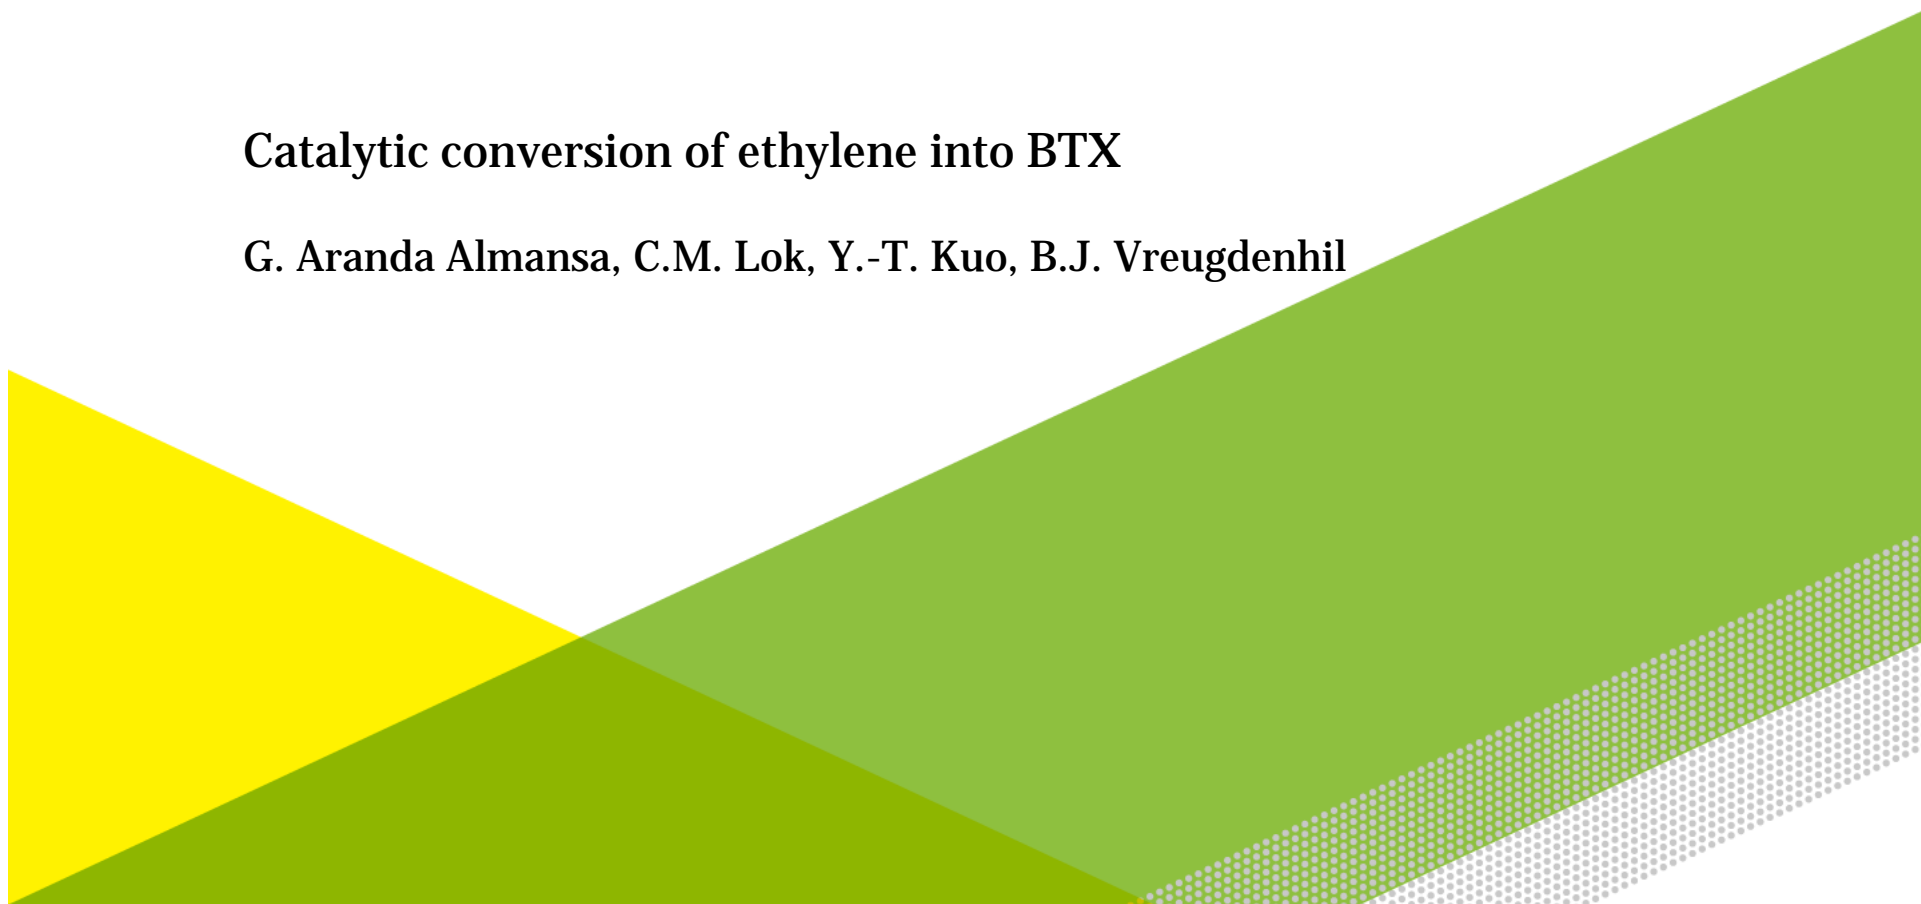 Catalytic conversion of ethylene into BTX
G. Aranda Almansa, C.M. Lok, Y.-T. Kuo, B.J. Vreugdenhil